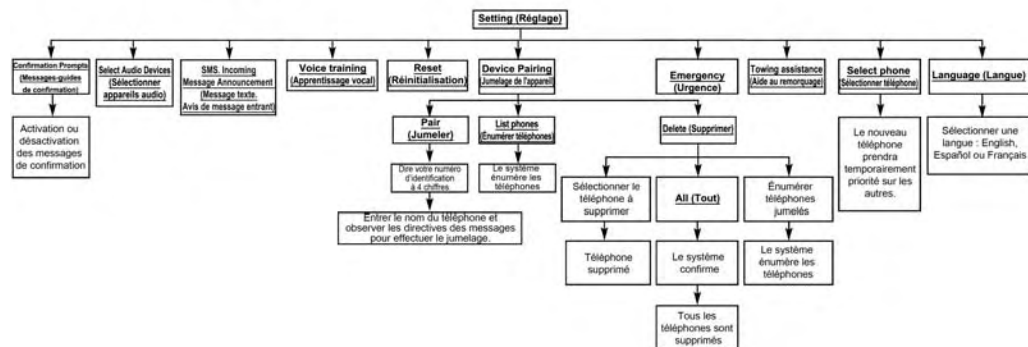 Setting (Réglage)
Confirmation Prompts
(Messages-guides
de confirmation)
Select Audio Devices
(Sélectionner
appareils audio)
SMS. Incoming
Message Announcement
(Message texte.
Avis de message entrant)
Voice training
(Apprentissage vocal)
Reset
(Réinitialisation)
Device Pairing
(Jumelage de l'appareil)
Emergency
(Urgence)
Towing assistance
(Aide au remorquage)
Select phone
(Sélectionner téléphone)
Language (Langue)
Activation ou
désactivation
des messages
de confirmation
Pair
(Jumeler)
List phones
(Énumérer téléphones)
Delete (Supprimer)
Le nouveau
téléphone
prendra
temporairement
priorité sur les
autres.
Sélectionner une
langue : English,
Español ou Français
Dire votre numéro
d'identification
à 4 chiffres
Le système
énumère les
téléphones
Sélectionner le
téléphone à
supprimer
All (Tout)
Énumérer
téléphones
jumelés
Entrer le nom du téléphone et
observer les directives des messages
pour effectuer le jumelage.
Téléphone
supprimé
Le système
confirme
Le système
énumère les
téléphones
Tous les
téléphones sont
supprimés